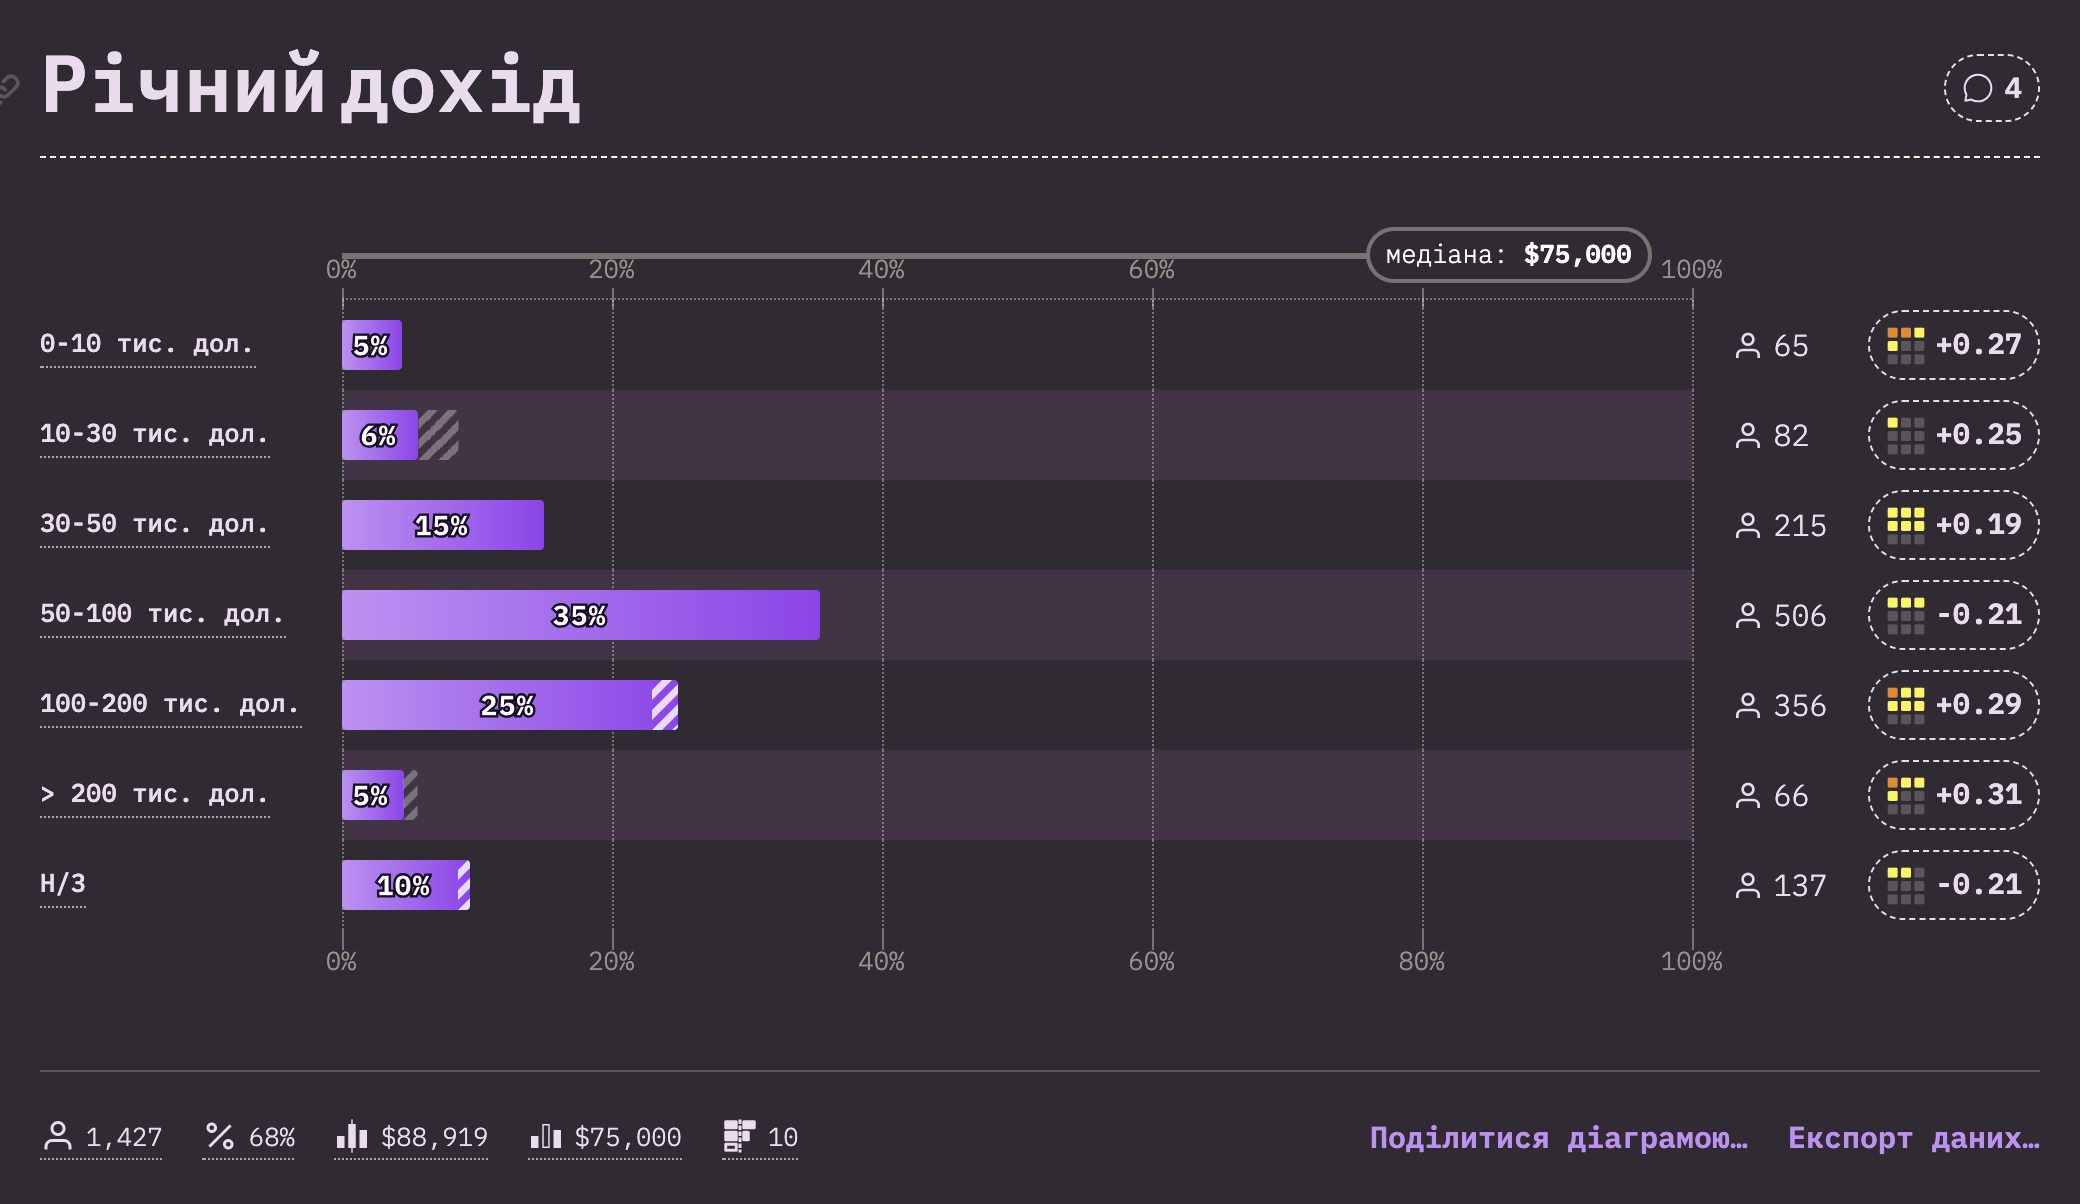 Річний дохід
4
медіана: $75,000
0% 20% 40% 60% 100%
0-10 тис. дол. 5% 65 +0.27
10-30 тис. дол. 6% 82 +0.25
30-50 тис. дол. 15% 215 +0.19
50-100 тис. дол. 35% 506 -0.21
100-200 тис. дол. 25% 356 +0.29
> 200 тис. дол. 5% 66 +0.31
Н/З 10% 137 -0.21
0% 20% 40% 60% 80% 100%
1,427 68% $88,919 $75,000 10 Поділитися діаграмою… Експорт даних…